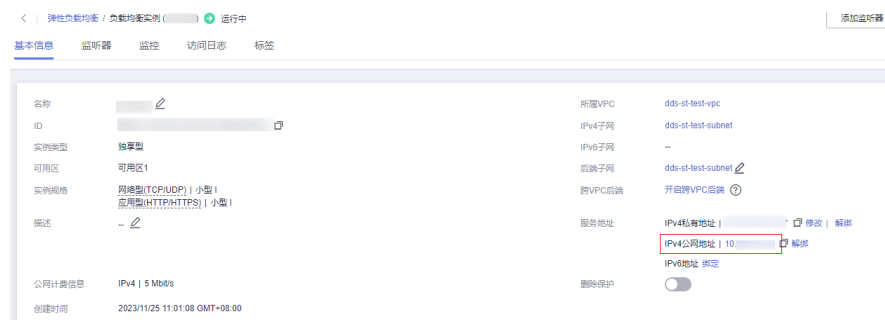 弹性负载均衡 / 负载均衡实例 ( ) 运行中
添加监听器
基本信息 监听器 监控 访问日志 标签
名称
ID
实例类型 独享型
可用区 可用区1
实例规格 网络型(TCP/UDP) | 小型 I
应用型(HTTP/HTTPS) | 小型 I
描述 --
公网计费信息 IPv4 | 5 Mbit/s
创建时间 2023/11/25 11:01:08 GMT+08:00
所属VPC dds-st-test-vpc
IPv4子网 dds-st-test-subnet
IPv6子网 --
后端子网 dds-st-test-subnet
跨VPC后端 开启跨VPC后端 ?
服务地址 IPv4私有地址 | 修改 | 解绑
IPv4公网地址 | 10. 解绑
IPv6地址 绑定
删除保护